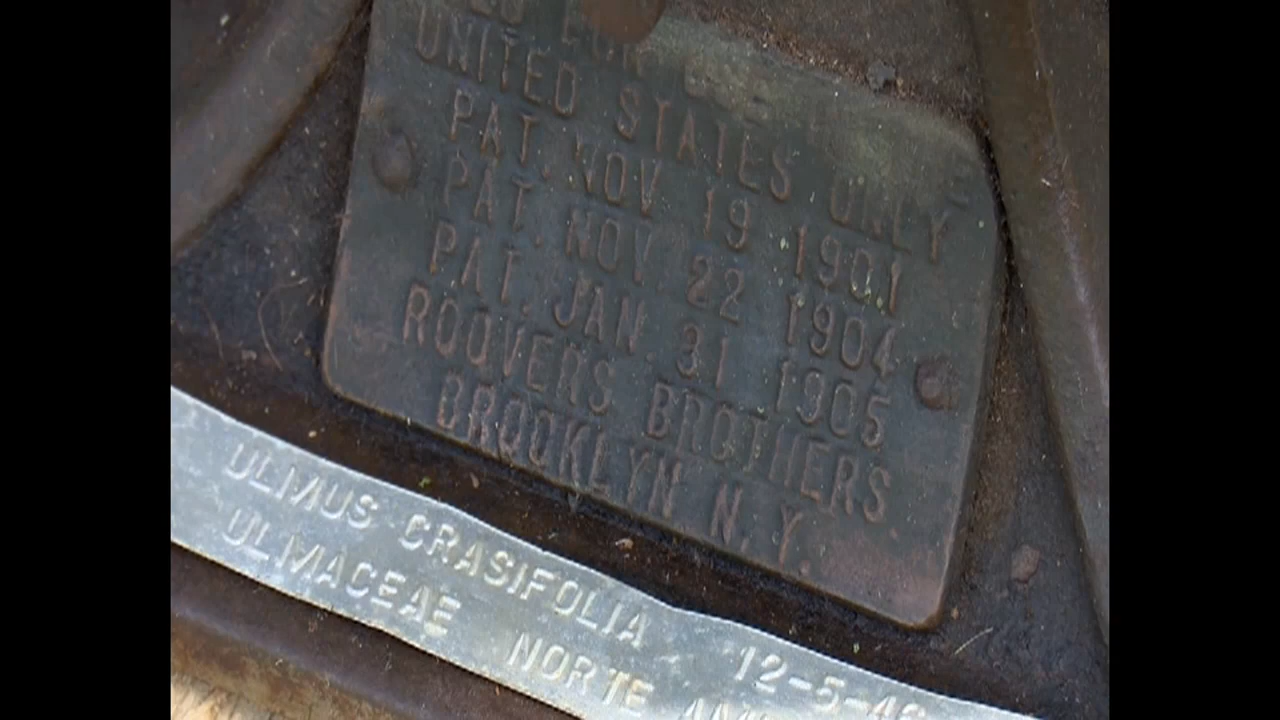 UNITED STATES ONLY
PAT. NOV 19 1901
PAT. NOV 22 1904
PAT. JAN. 31 1905
ROOVERS BROTHERS
BROOKLYN N.Y.
ULMUS CRASIFOLIA 12-5-46
ULMACEAE NORTE